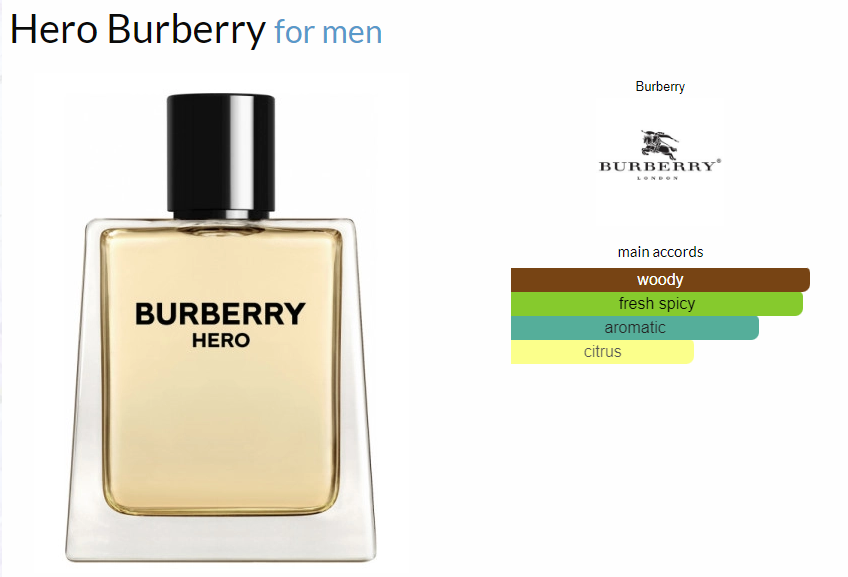 Hero Burberry for men
BURBERRY
HERO
Burberry
BURBERRY®
LONDON
main accords
woody
fresh spicy
aromatic
citrus